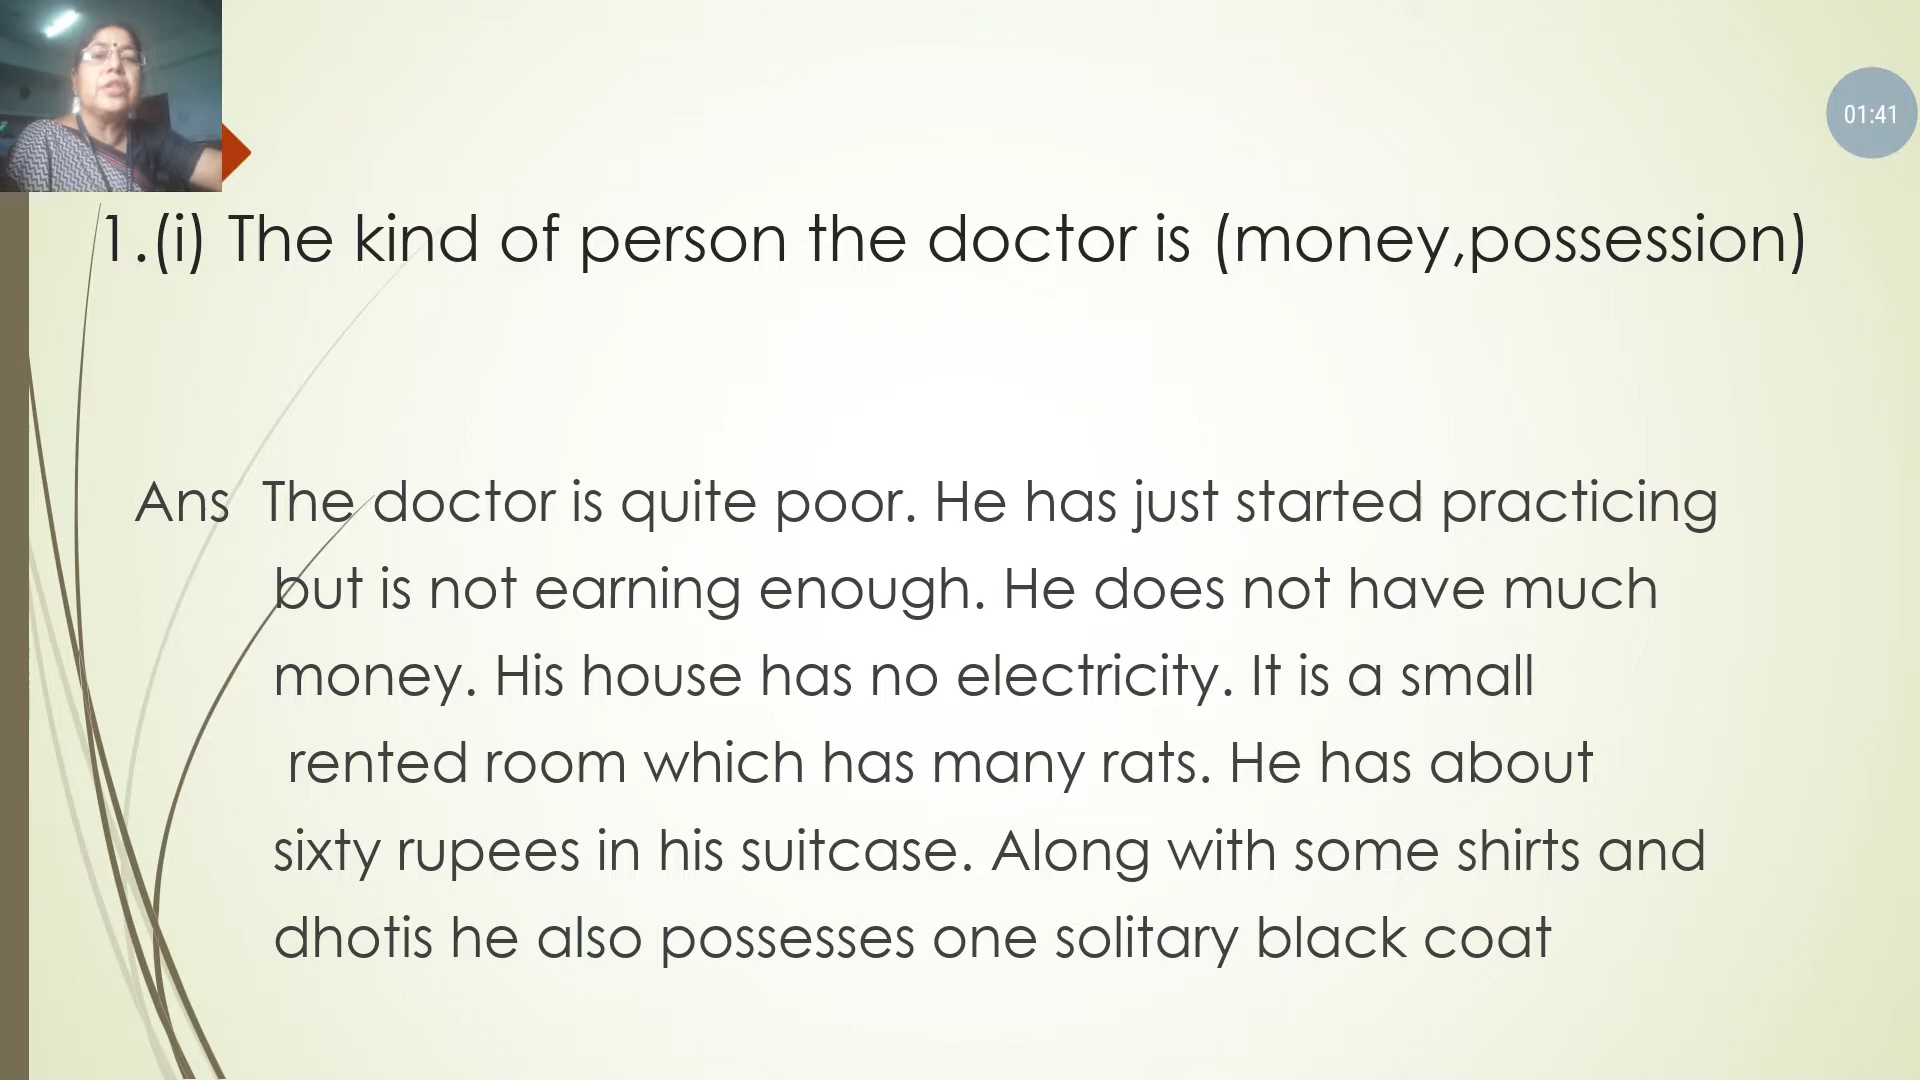 01:41
1.(i) The kind of person the doctor is (money,possession)
Ans The doctor is quite poor. He has just started practicing
but is not earning enough. He does not have much
money. His house has no electricity. It is a small
rented room which has many rats. He has about
sixty rupees in his suitcase. Along with some shirts and
dhotis he also possesses one solitary black coat